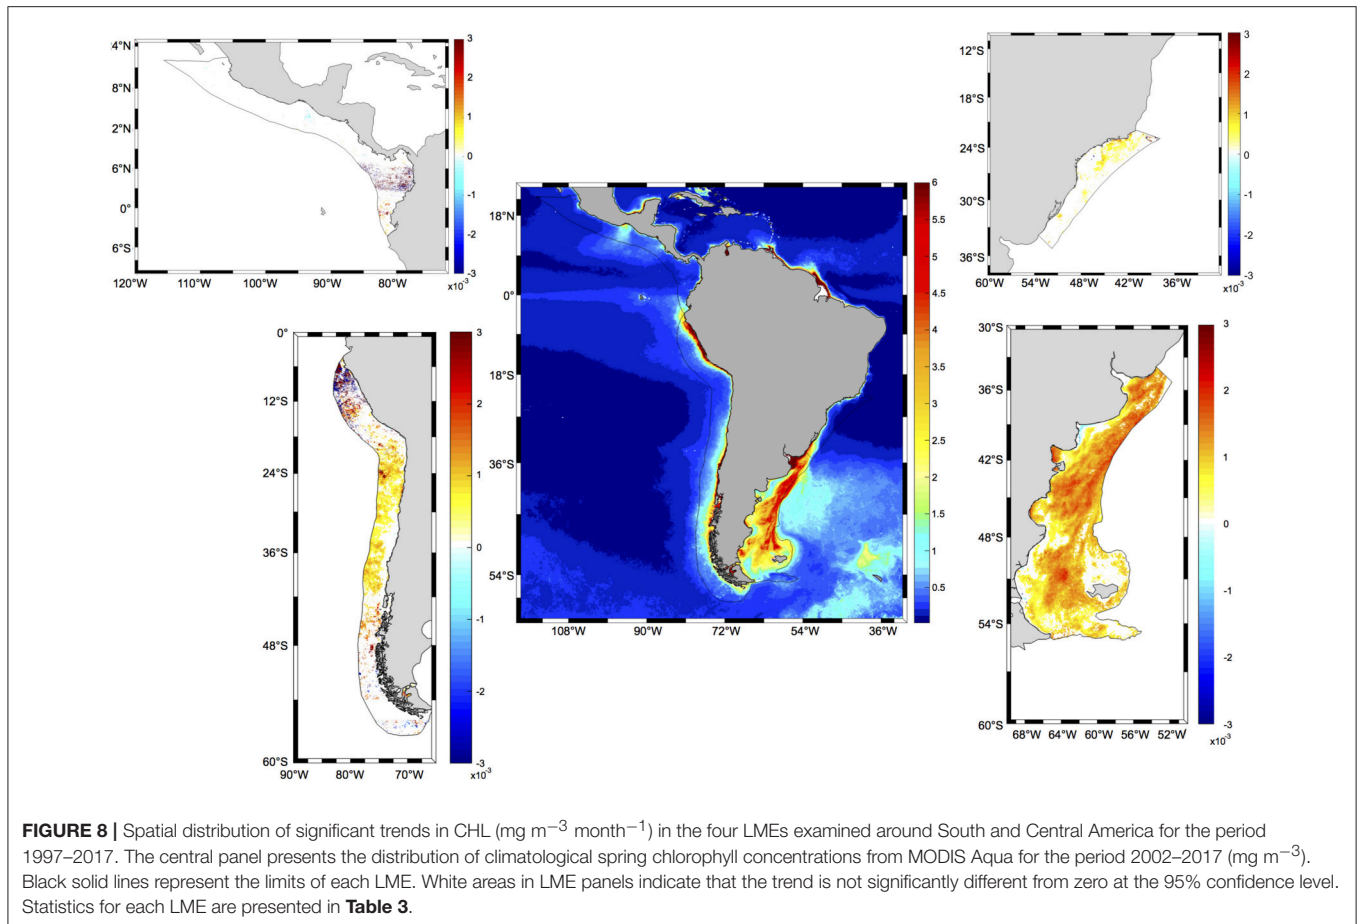 4°N
8°N
2°N
6°N
0°
6°S
120°W
110°W
100°W
90°W
80°W
3
2
1
0
-1
-2
-3
x10-3
12°S
18°S
24°S
30°S
36°S
60°S
54°W
48°W
42°W
36°W
3
2
1
0
-1
-2
-3
x10-3
18°N
0°
18°S
36°S
54°S
108°W
90°W
72°W
54°W
36°W
6
5.5
5
4.5
4
3.5
3
2.5
2
1.5
1
0.5
0°
12°S
24°S
36°S
48°S
60°S
90°W
80°W
70°W
3
2
1
0
-1
-2
-3
x10-3
30°S
36°S
42°S
48°S
54°S
60°S
68°W
64°W
60°W
56°W
52°W
3
2
1
0
-1
-2
-3
x10-3
FIGURE 8 | Spatial distribution of significant trends in CHL (mg m−3 month−1) in the four LMEs examined around South and Central America for the period
1997–2017. The central panel presents the distribution of climatological spring chlorophyll concentrations from MODIS Aqua for the period 2002–2017 (mg m−3).
Black solid lines represent the limits of each LME. White areas in LME panels indicate that the trend is not significantly different from zero at the 95% confidence level.
Statistics for each LME are presented in Table 3.